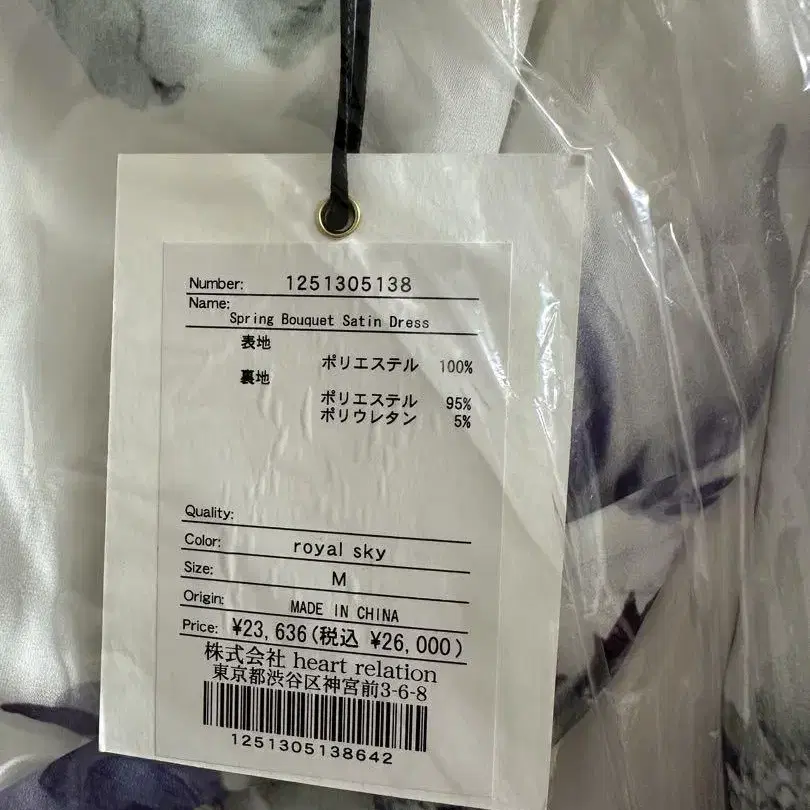 Number: 1251305138
Name:
Spring Bouquet Satin Dress
表地
ポリエステル 100%
裏地
ポリエステル 95%
ポリウレタン 5%
Quality:
Color: royal sky
Size: M
Origin: MADE IN CHINA
Price: ¥23,636(税込 ¥26,000)
株式会社 heart relation
東京都渋谷区神宮前3-6-8
1251305138642